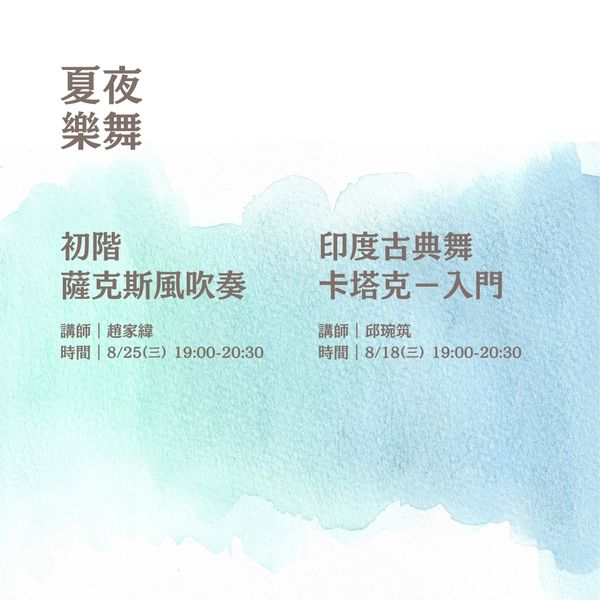 夏夜
樂舞
初階
薩克斯風吹奏
講師｜趙家緯
時間｜8/25(三) 19:00-20:30
印度古典舞
卡塔克－入門
講師｜邱琬筑
時間｜8/18(三) 19:00-20:30